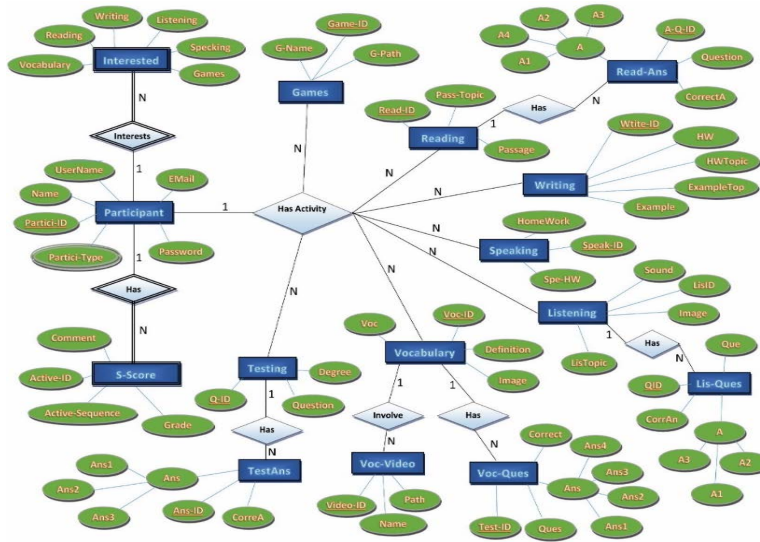 Writing
Listening
Reading
Specking
Vocabulary
Interested
Games
N
Interests
1
UserName
EMail
Name
Participant
Partici-ID
Partici-Type
Password
1
Has
N
Comment
S-Score
Active-ID
Active-Sequence
Grade
Game-ID
G-Name
G-Path
Games
N
1
Has Activity
Pass-Topic
Read-ID
Reading
Passage
N
1
Has
N
A3
A2
A4
A
A1
A-Q-ID
Read-Ans
Question
CorrectA
N
Wtite-ID
HW
HWTopic
Writing
ExampleTop
Example
N
HomeWork
Speaking
Speak-ID
Spe-HW
N
Sound
LisID
Listening
Image
LisTopic
1
Has
N
Que
Lis-Ques
QID
CorrAn
A
A3
A2
A1
N
Testing
Degree
Q-ID
Question
1
Has
N
Ans1
Ans
Ans2
TestAns
Ans3
Ans-ID
CorreA
N
Voc
Voc-ID
Vocabulary
Definition
Image
1
Involve
N
Voc-Video
Video-ID
Path
Name
1
Has
N
Correct
Ans4
Voc-Ques
Ans3
Ans
Ans2
Test-ID
Ques
Ans1